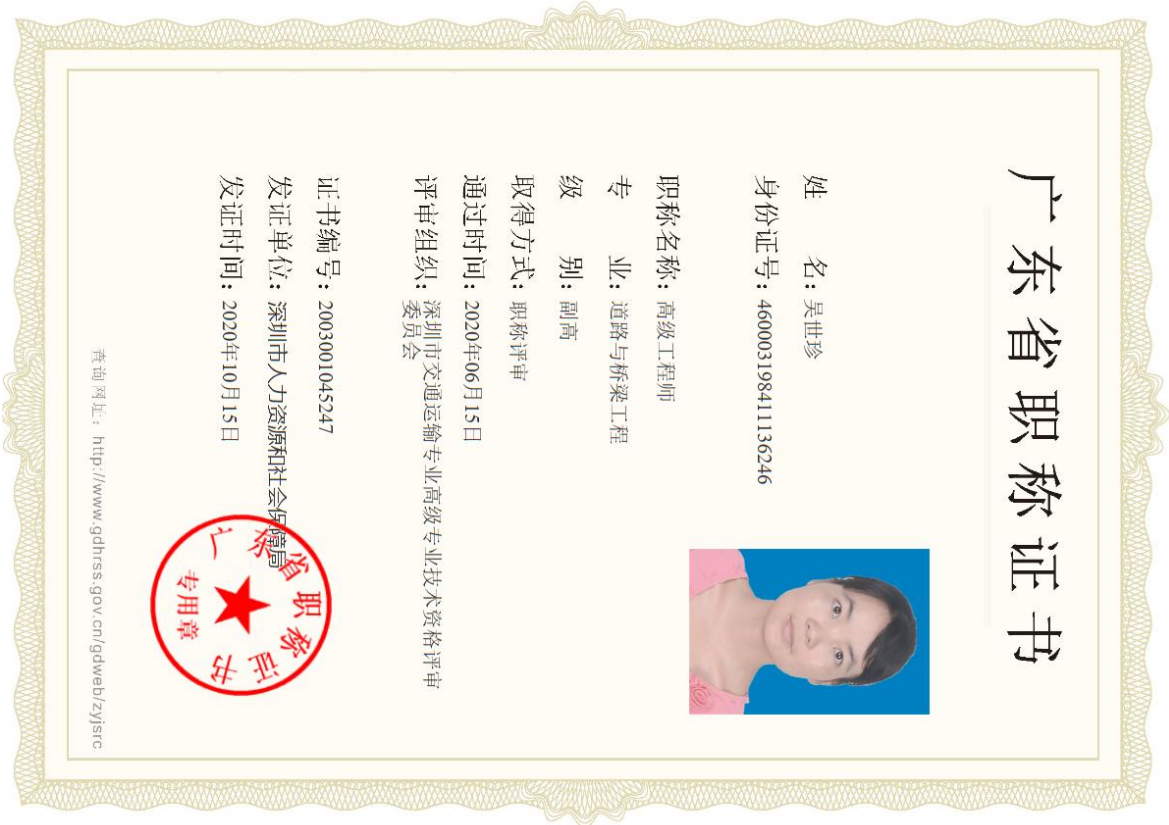 广东省职称证书
姓 名：吴世珍
身份证号：460003198411136246
职称名称：高级工程师
专 业：道路与桥梁工程
级 别：副高
取得方式：职称评审
通过时间：2020年06月15日
评审组织：深圳市交通运输专业高级专业技术资格评审
委员会
证书编号：2003001045247
发证单位：深圳市人力资源和社会保障局
发证时间：2020年10月15日
广东省职称证书
专用章
查询网址：http://www.gdhrss.gov.cn/gdweb/zyjsrc